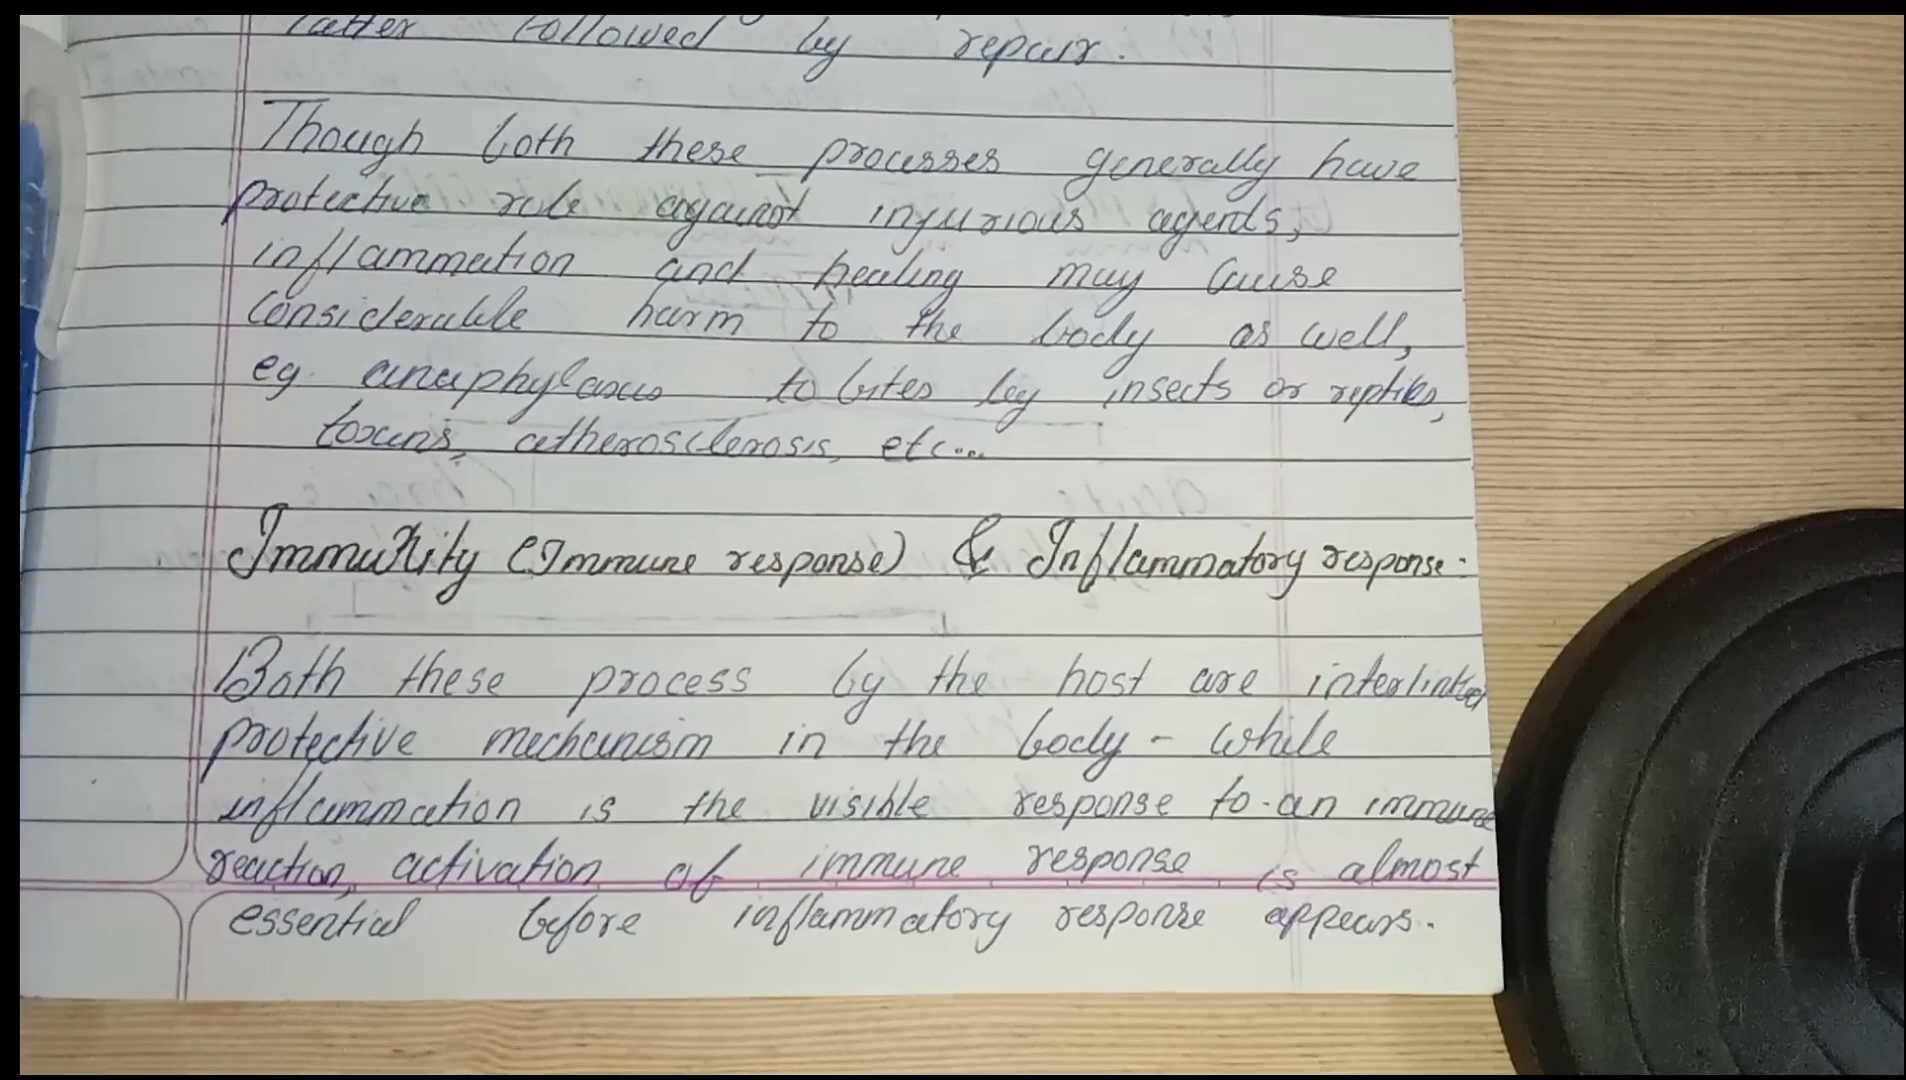 latter followed by repair.
Though both these processes generally have
protective role against injurious agents,
inflammation and healing may cause
considerable harm to the body as well,
eg. anaphylaxis to bites by insects or reptiles,
toxins, atherosclerosis, etc...
Immunity (Immune response) & Inflammatory response-
Both these process by the host are interlinked
protective mechanism in the body - while
inflammation is the visible response to an immune
reaction, activation of immune response is almost
essential before inflammatory response appears.